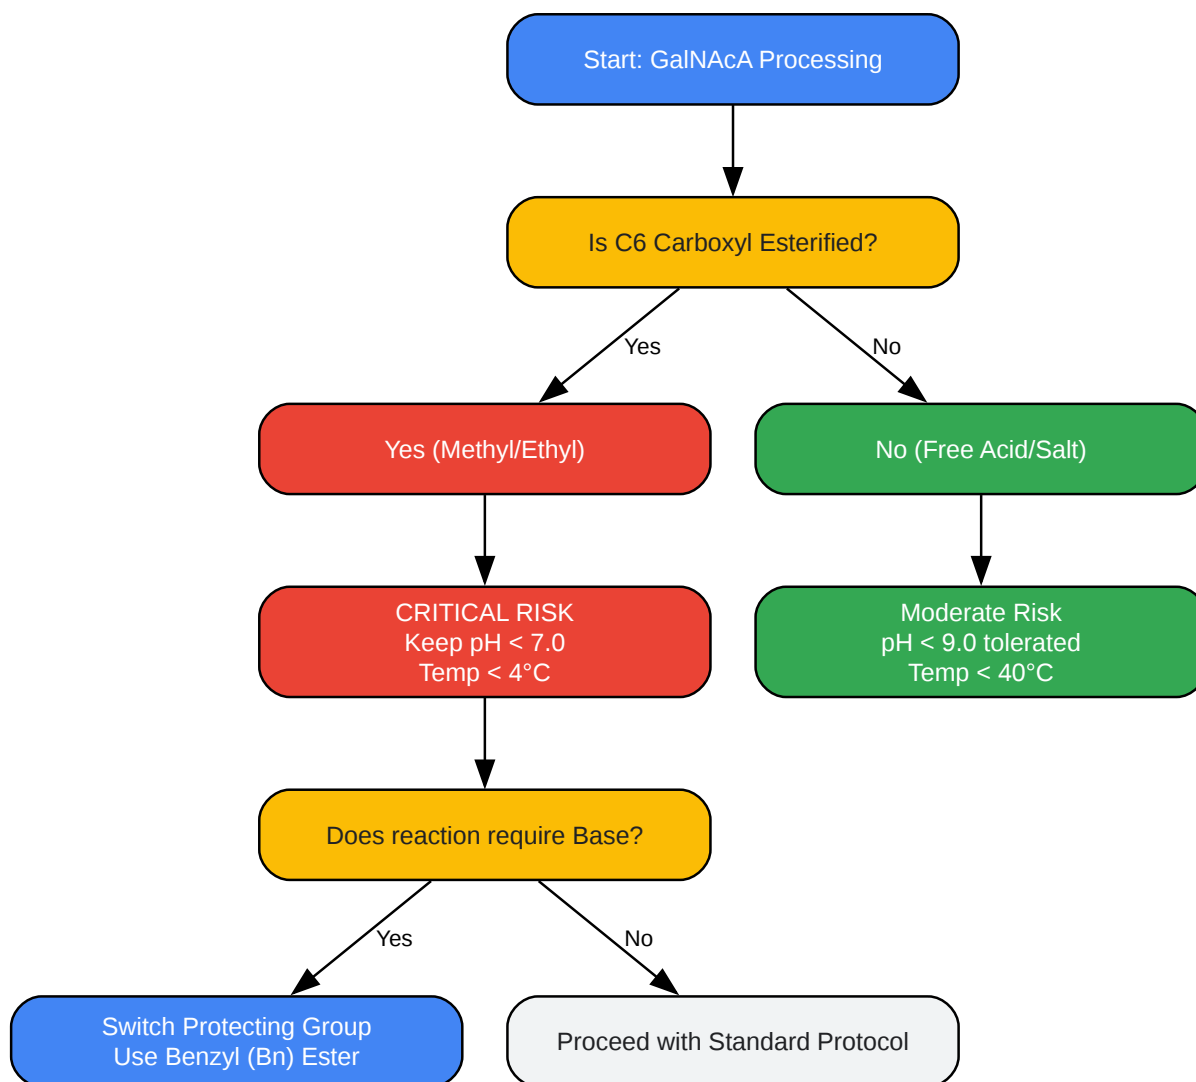 Start: GalNAcA Processing
Is C6 Carboxyl Esterified?
Yes
No
Yes (Methyl/Ethyl)
No (Free Acid/Salt)
CRITICAL RISK
Keep pH < 7.0
Temp < 4°C
Moderate Risk
pH < 9.0 tolerated
Temp < 40°C
Does reaction require Base?
Yes
No
Switch Protecting Group
Use Benzyl (Bn) Ester
Proceed with Standard Protocol